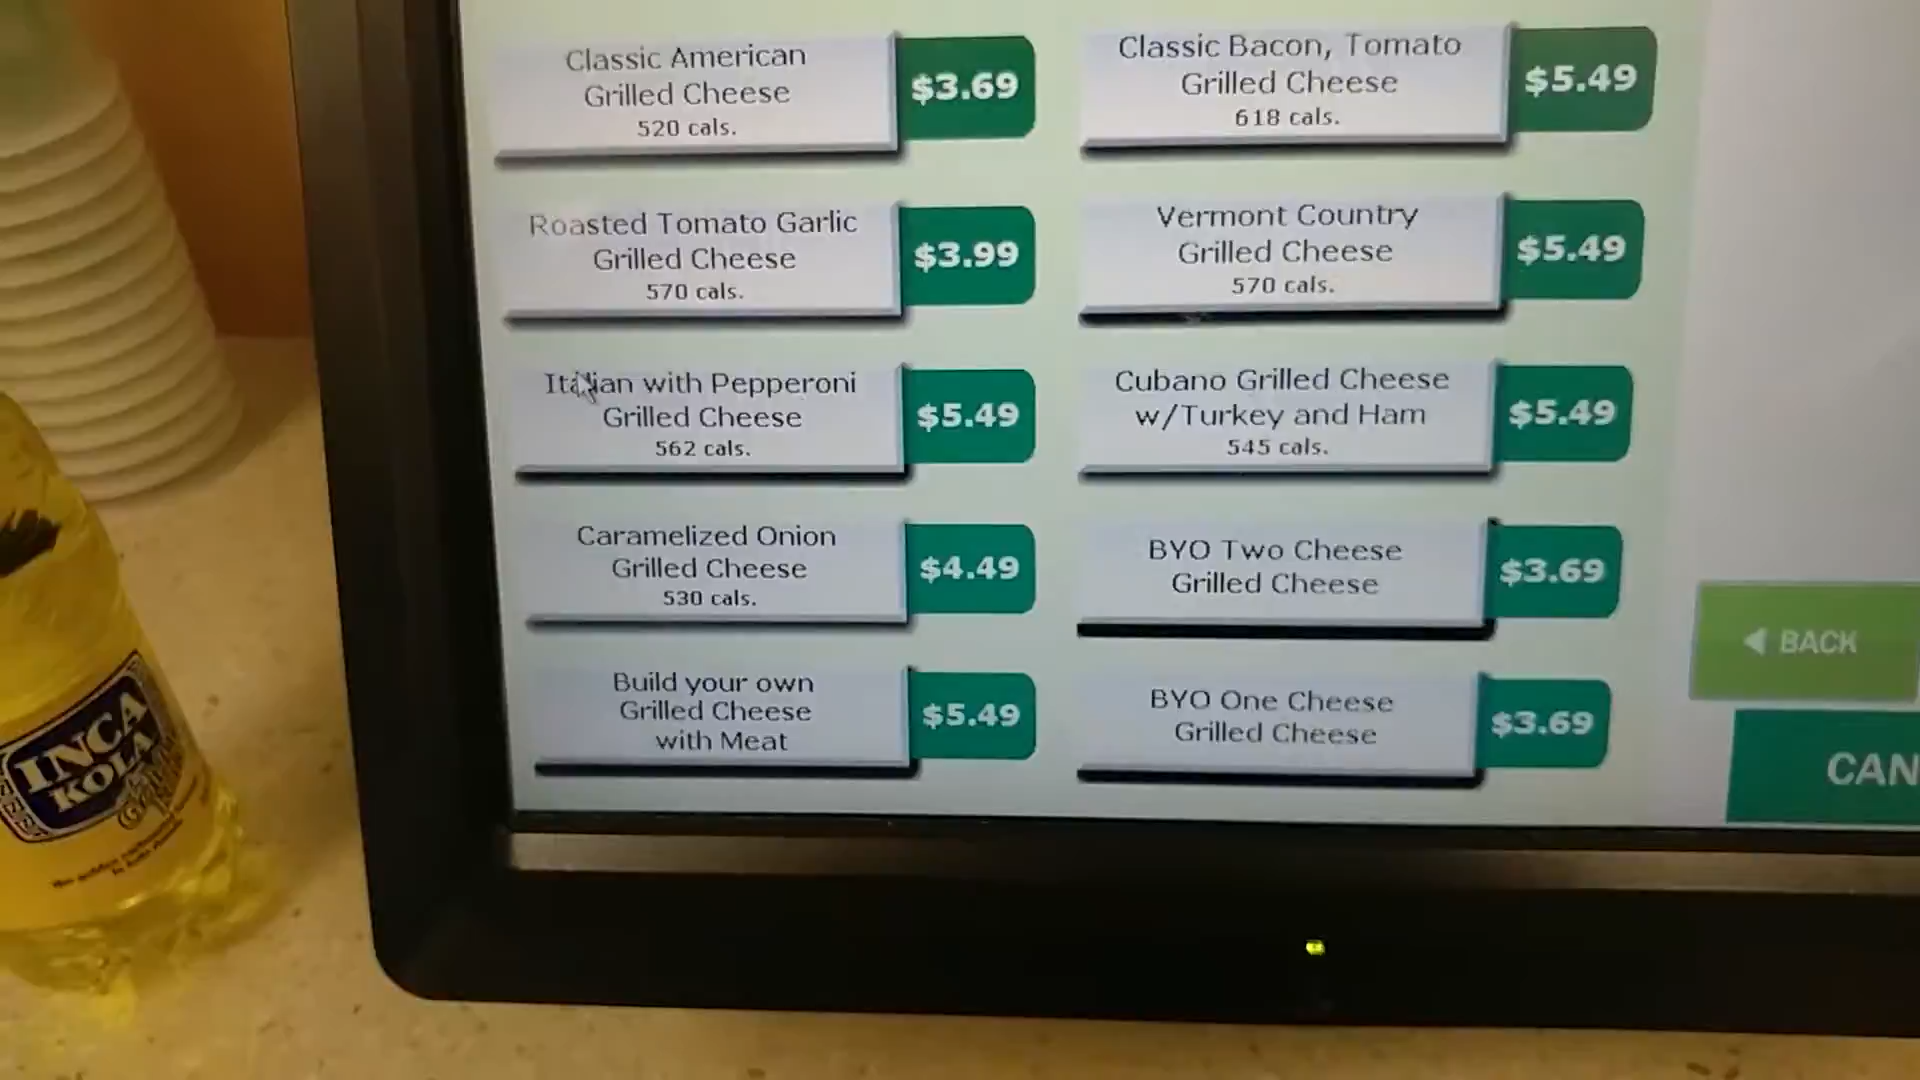 Classic American
Grilled Cheese
520 cals.
$3.69
Classic Bacon, Tomato
Grilled Cheese
618 cals.
$5.49
Roasted Tomato Garlic
Grilled Cheese
570 cals.
$3.99
Vermont Country
Grilled Cheese
570 cals.
$5.49
Italian with Pepperoni
Grilled Cheese
562 cals.
$5.49
Cubano Grilled Cheese
w/Turkey and Ham
545 cals.
$5.49
Caramelized Onion
Grilled Cheese
530 cals.
$4.49
BYO Two Cheese
Grilled Cheese
$3.69
Build your own
Grilled Cheese
with Meat
$5.49
BYO One Cheese
Grilled Cheese
$3.69
BACK
CAN
INCA
KOLA